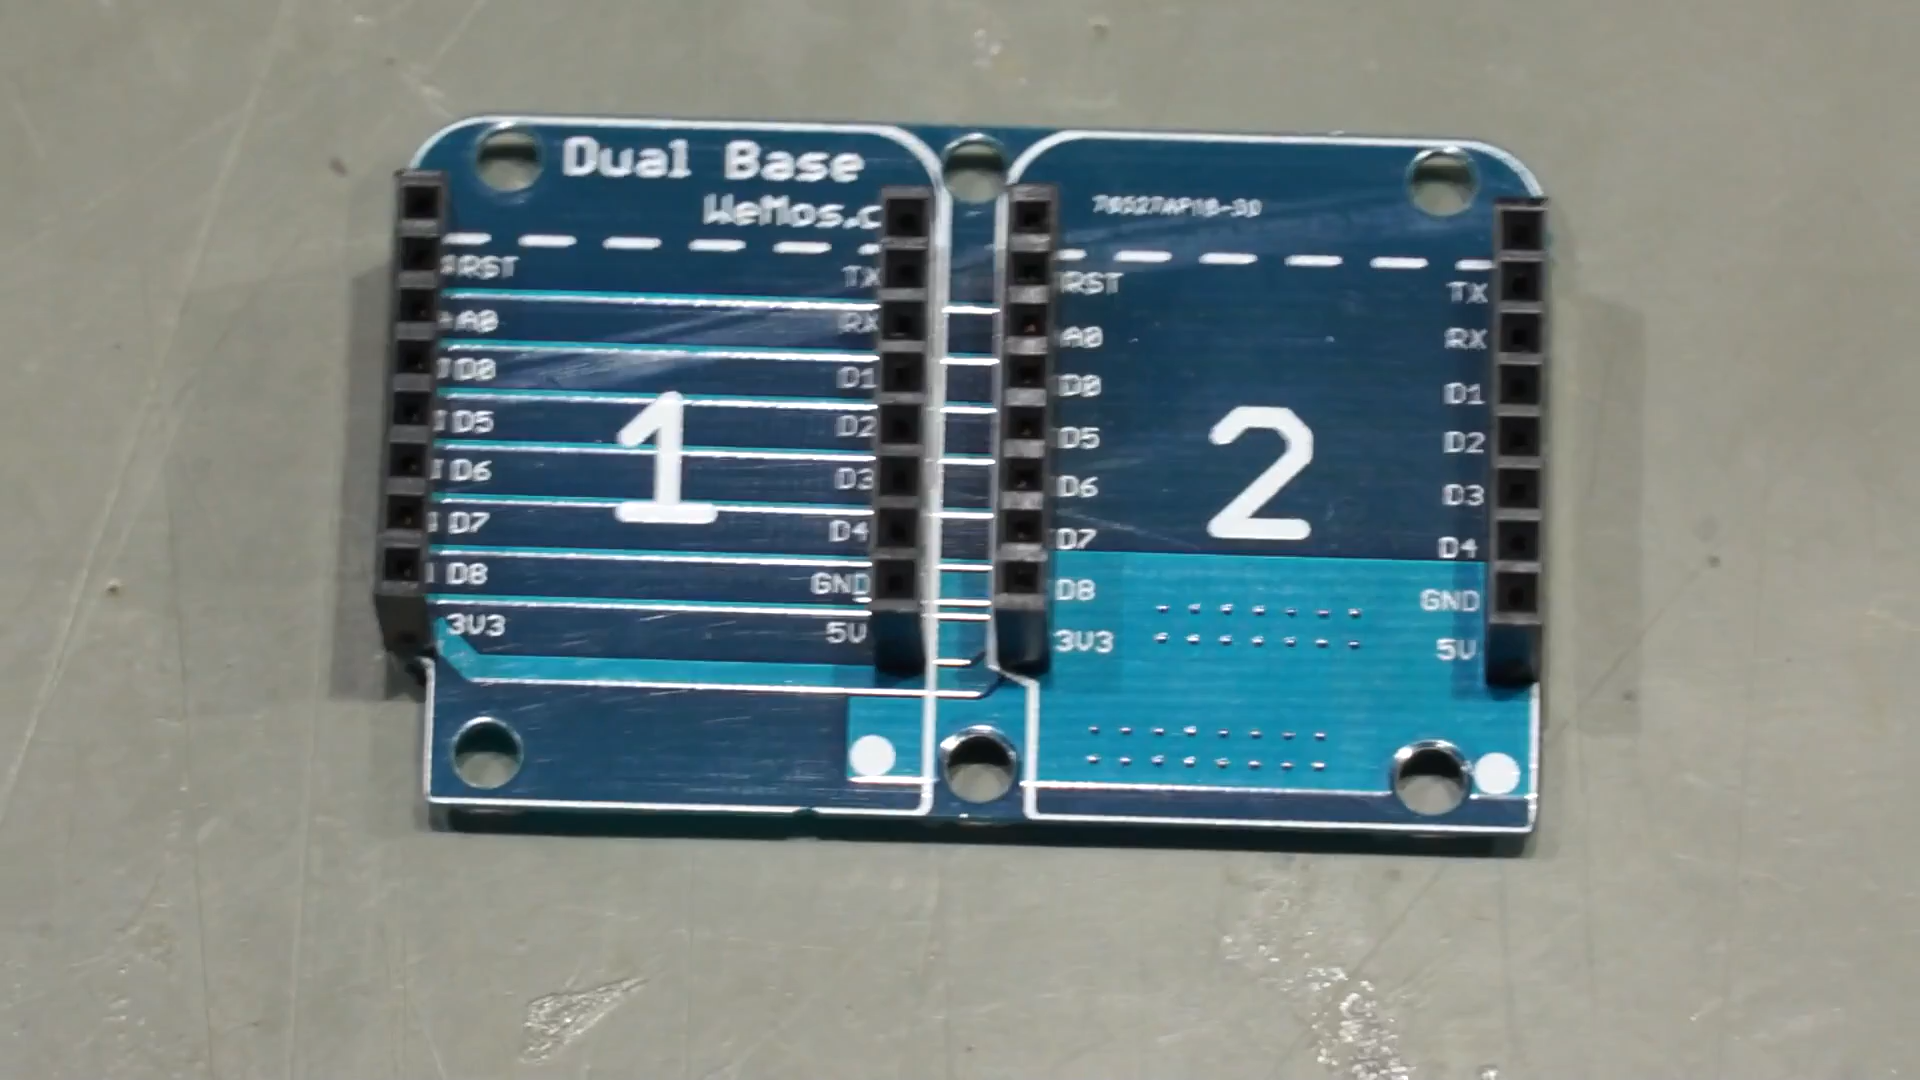 Dual Base
WeMos.c
RST TX
A0 RX
D0 D1
D5 D2
D6 D3
D7 D4
D8 GND
3V3 5V
1
RST TX
A0 RX
D0 D1
D5 D2
D6 D3
D7 D4
D8 GND
3V3 5V
2